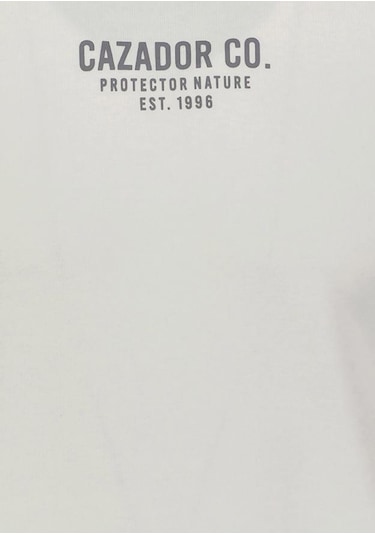 CAZADOR CO.
PROTECTOR NATURE
EST. 1996